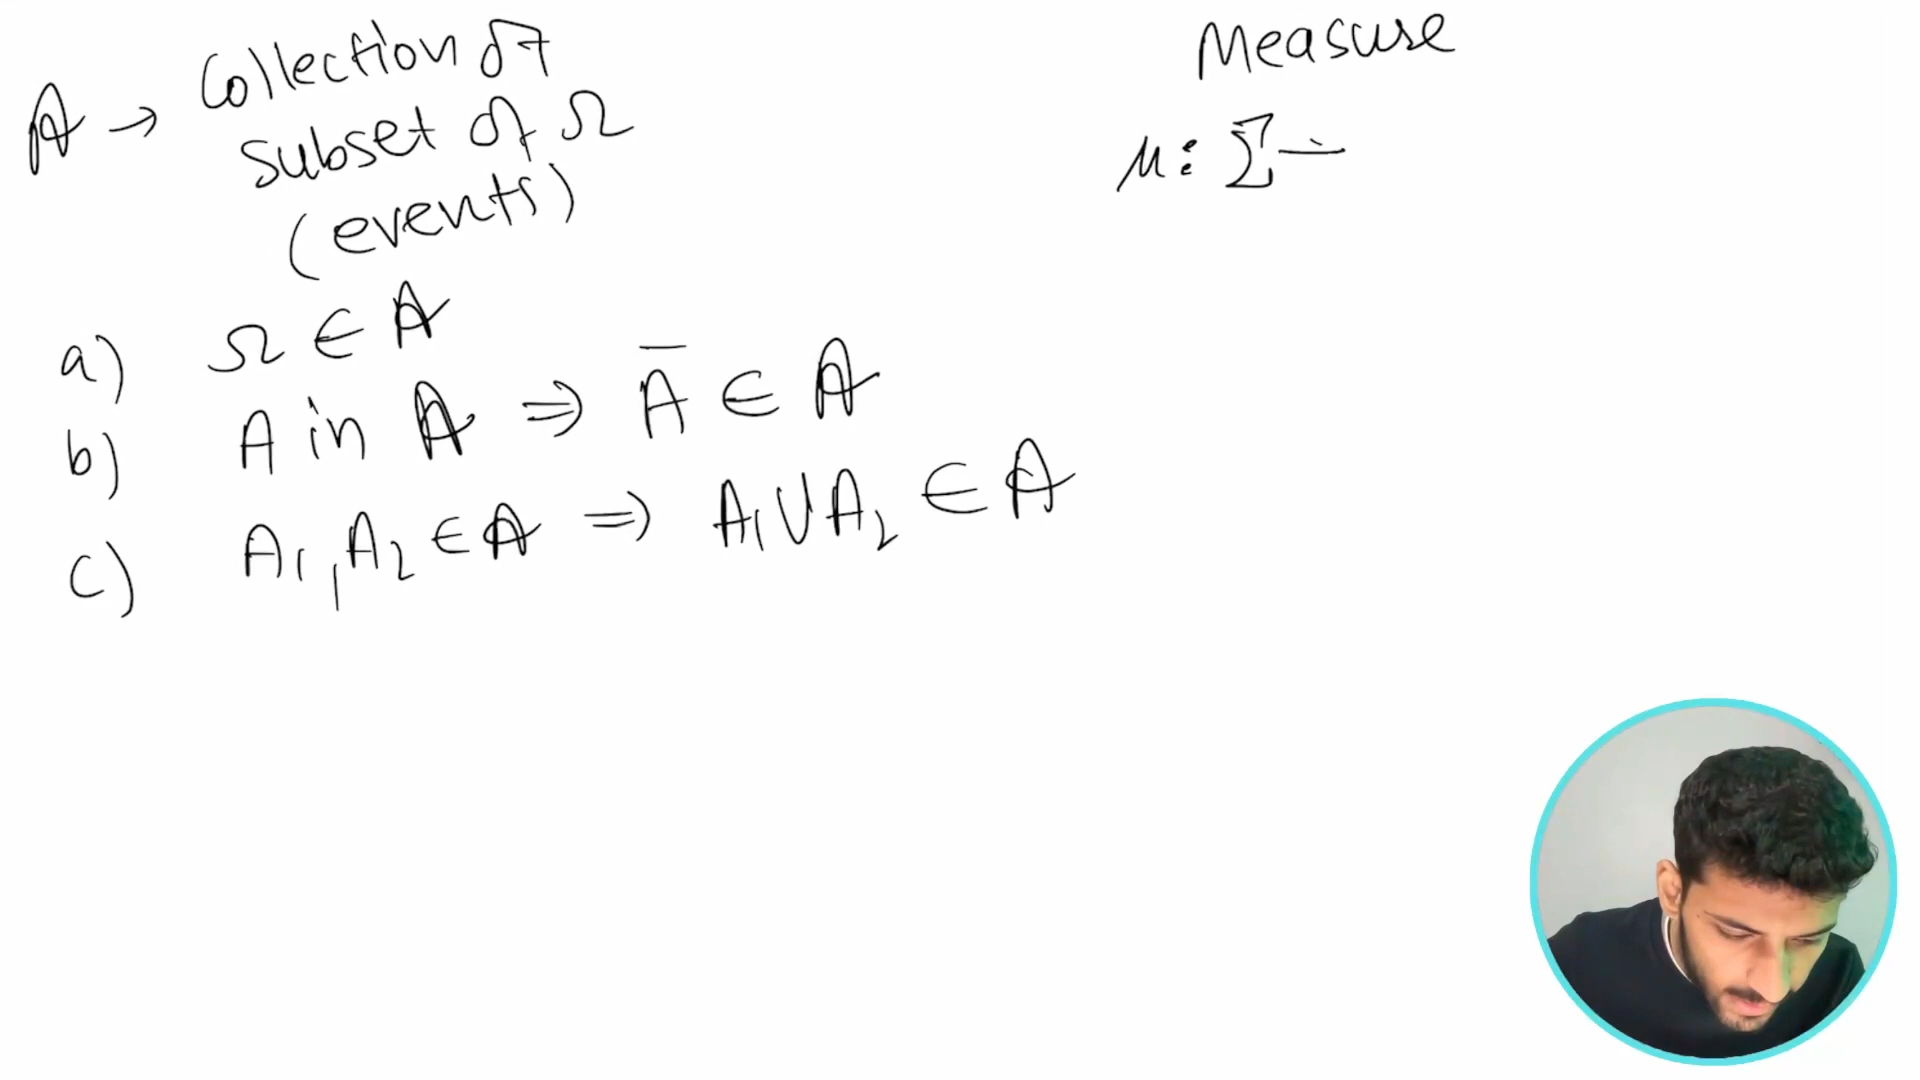 𝔸 → Collection of
subset of Ω
(events)
a) Ω ∈ 𝔸
b) A in 𝔸 ⇒ A̅ ∈ 𝔸
c) A₁, A₂ ∈ 𝔸 ⇒ A₁ ∪ A₂ ∈ 𝔸
Measure
μ: Σ—